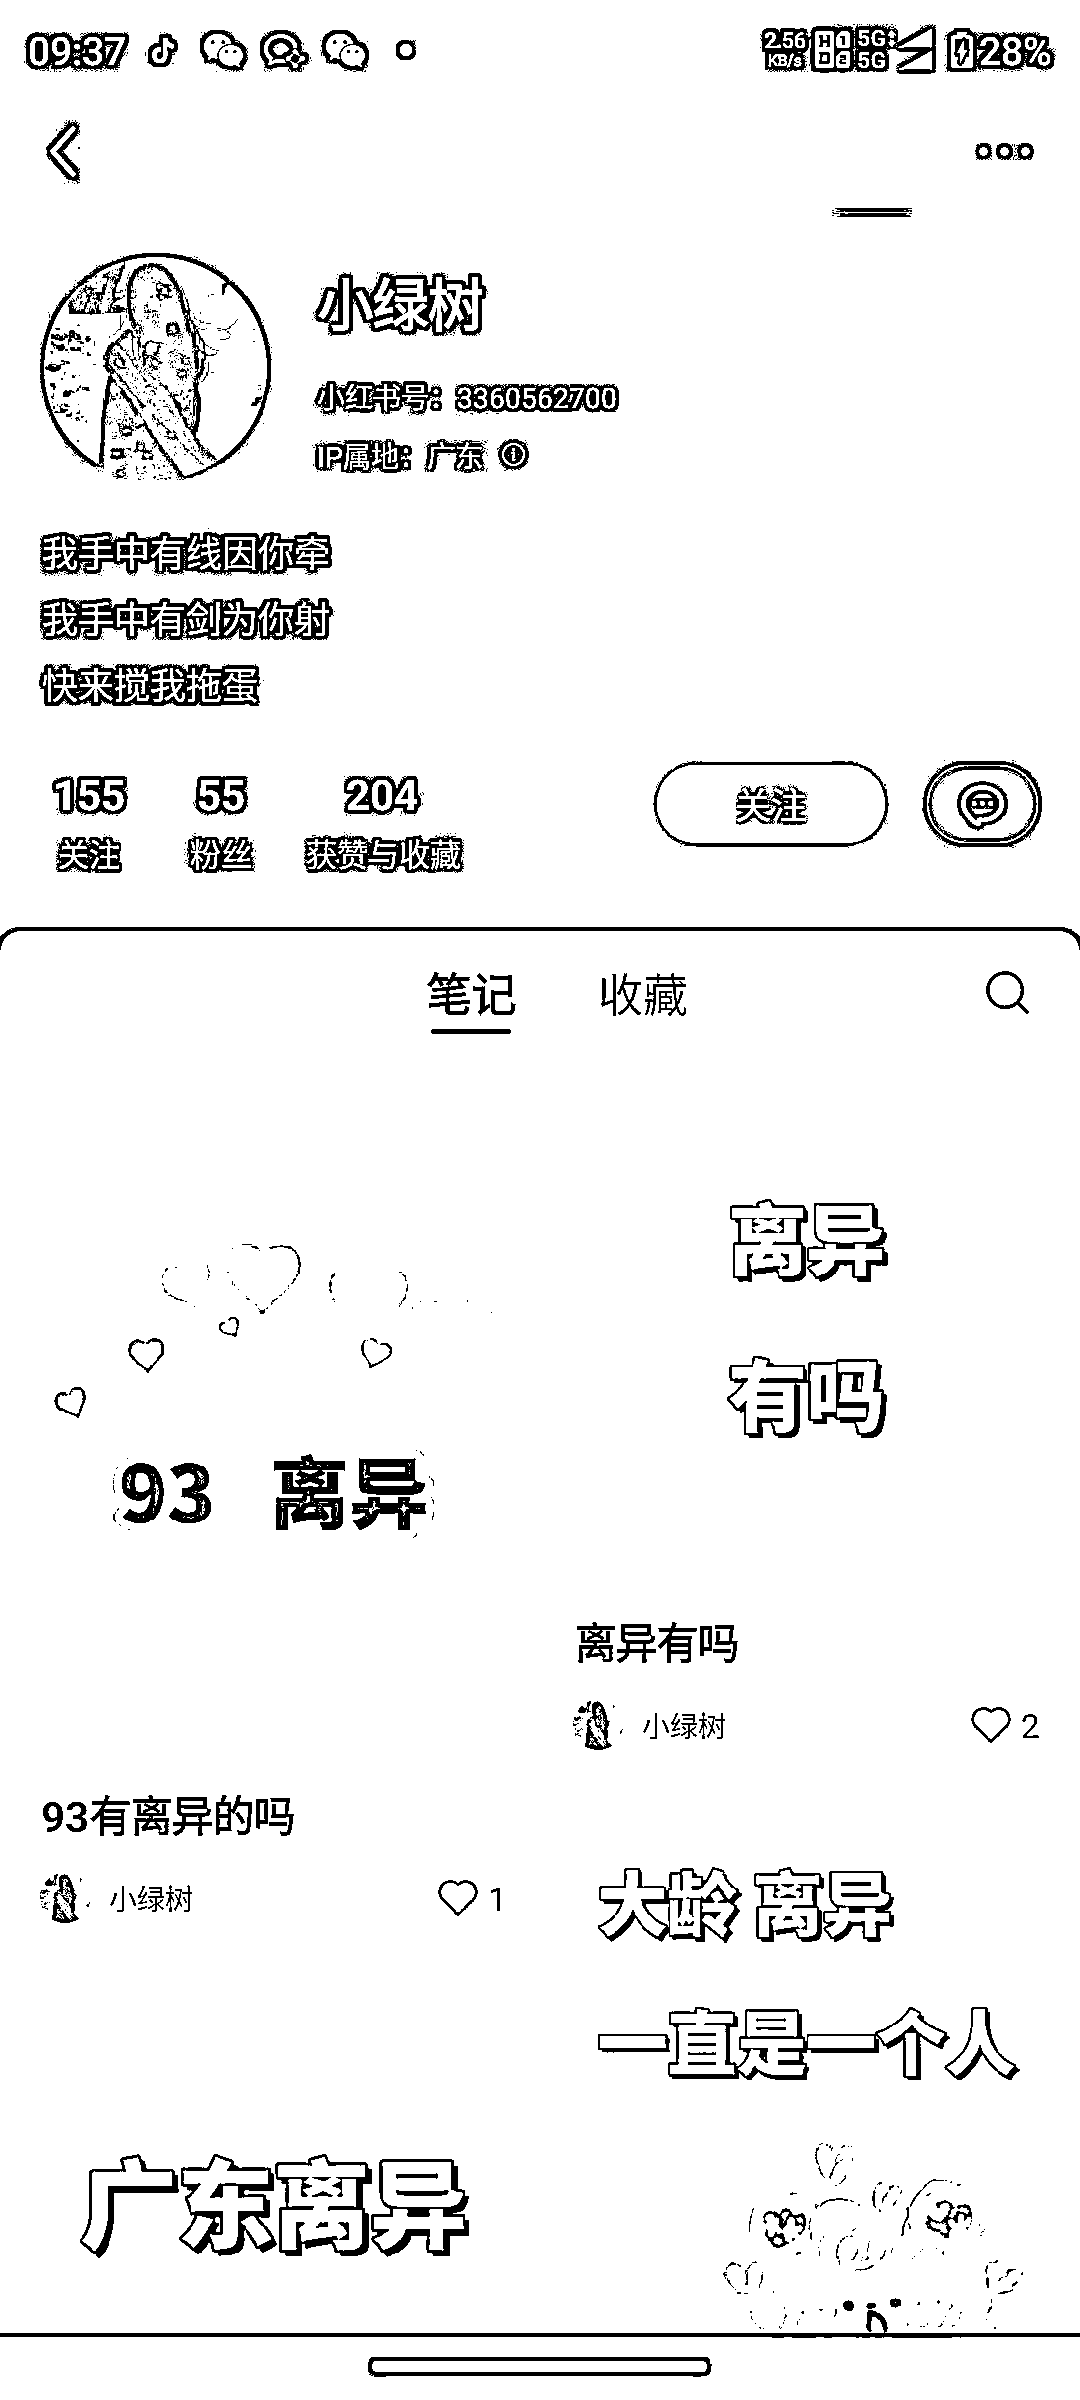 09:37
2.56 KB/s
5G
5G
28%
小绿树
小红书号：3360562700
IP属地：广东
我手中有线因你牵
我手中有剑为你射
快来搅我拖蛋
155 55 204
关注 粉丝 获赞与收藏
关注
笔记 收藏
93 离异
93有离异的吗
小绿树 1
离异
有吗
离异有吗
小绿树 2
广东离异
大龄 离异
一直是一个人